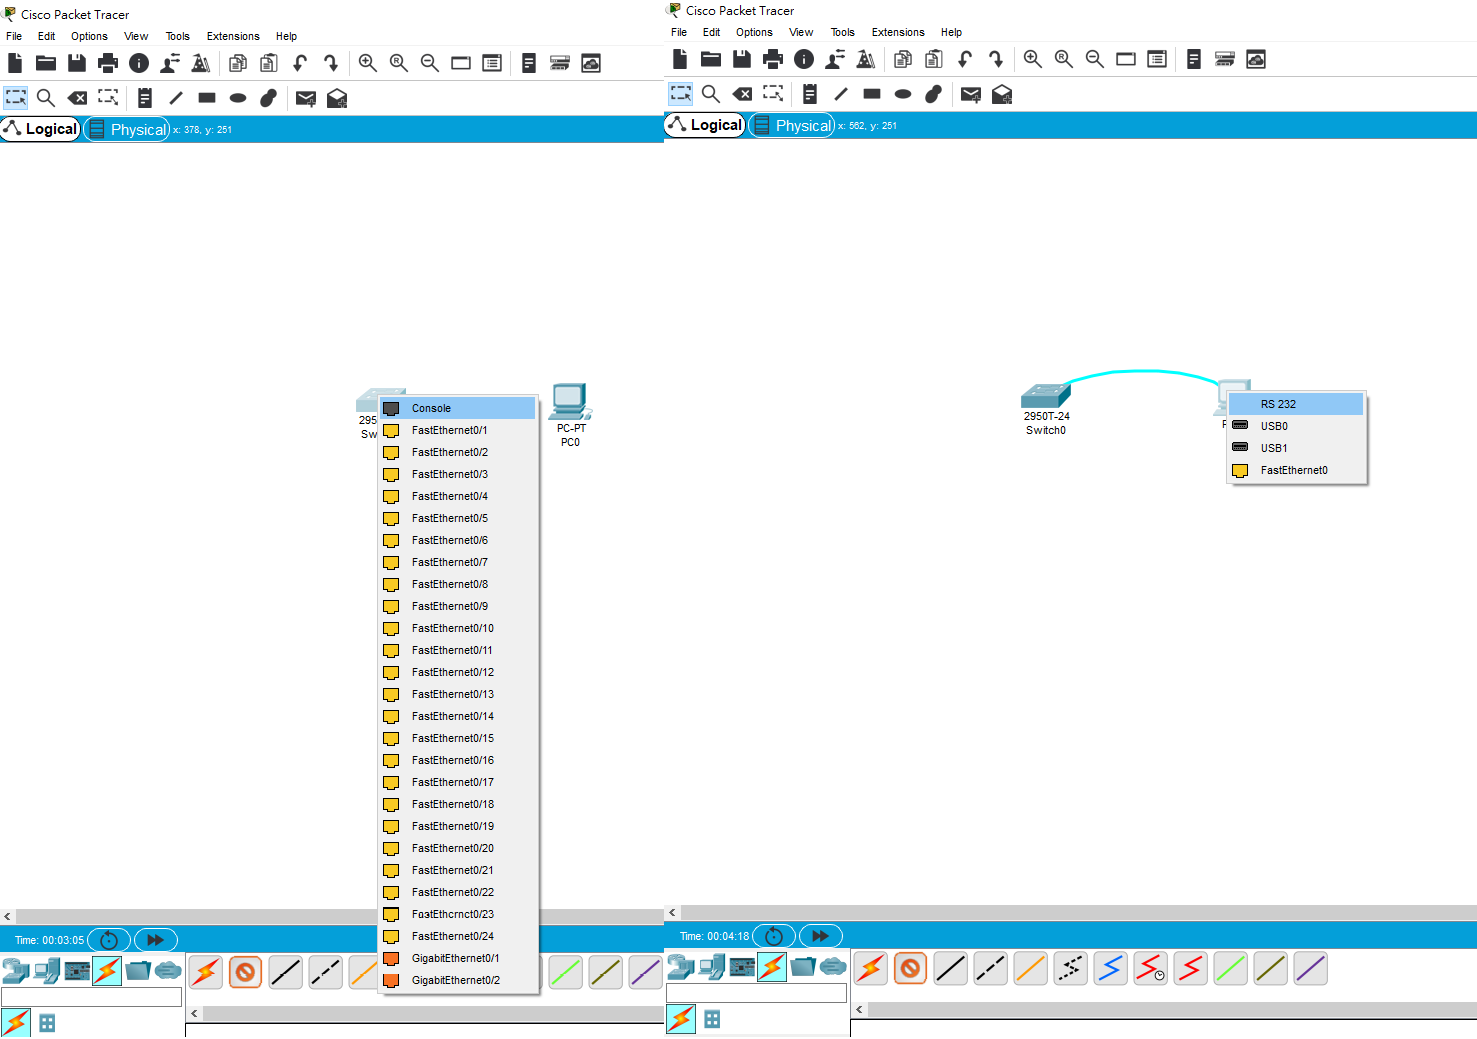 Cisco Packet Tracer
File Edit Options View Tools Extensions Help
Logical Physical x: 378, y: 251
295
Sw
PC-PT
PC0
Console
FastEthernet0/1
FastEthernet0/2
FastEthernet0/3
FastEthernet0/4
FastEthernet0/5
FastEthernet0/6
FastEthernet0/7
FastEthernet0/8
FastEthernet0/9
FastEthernet0/10
FastEthernet0/11
FastEthernet0/12
FastEthernet0/13
FastEthernet0/14
FastEthernet0/15
FastEthernet0/16
FastEthernet0/17
FastEthernet0/18
FastEthernet0/19
FastEthernet0/20
FastEthernet0/21
FastEthernet0/22
FastEthernet0/23
FastEthernet0/24
GigabitEthernet0/1
GigabitEthernet0/2
Time: 00:03:05
Cisco Packet Tracer
File Edit Options View Tools Extensions Help
Logical Physical x: 562, y: 251
2950T-24
Switch0
RS 232
USB0
USB1
FastEthernet0
Time: 00:04:18